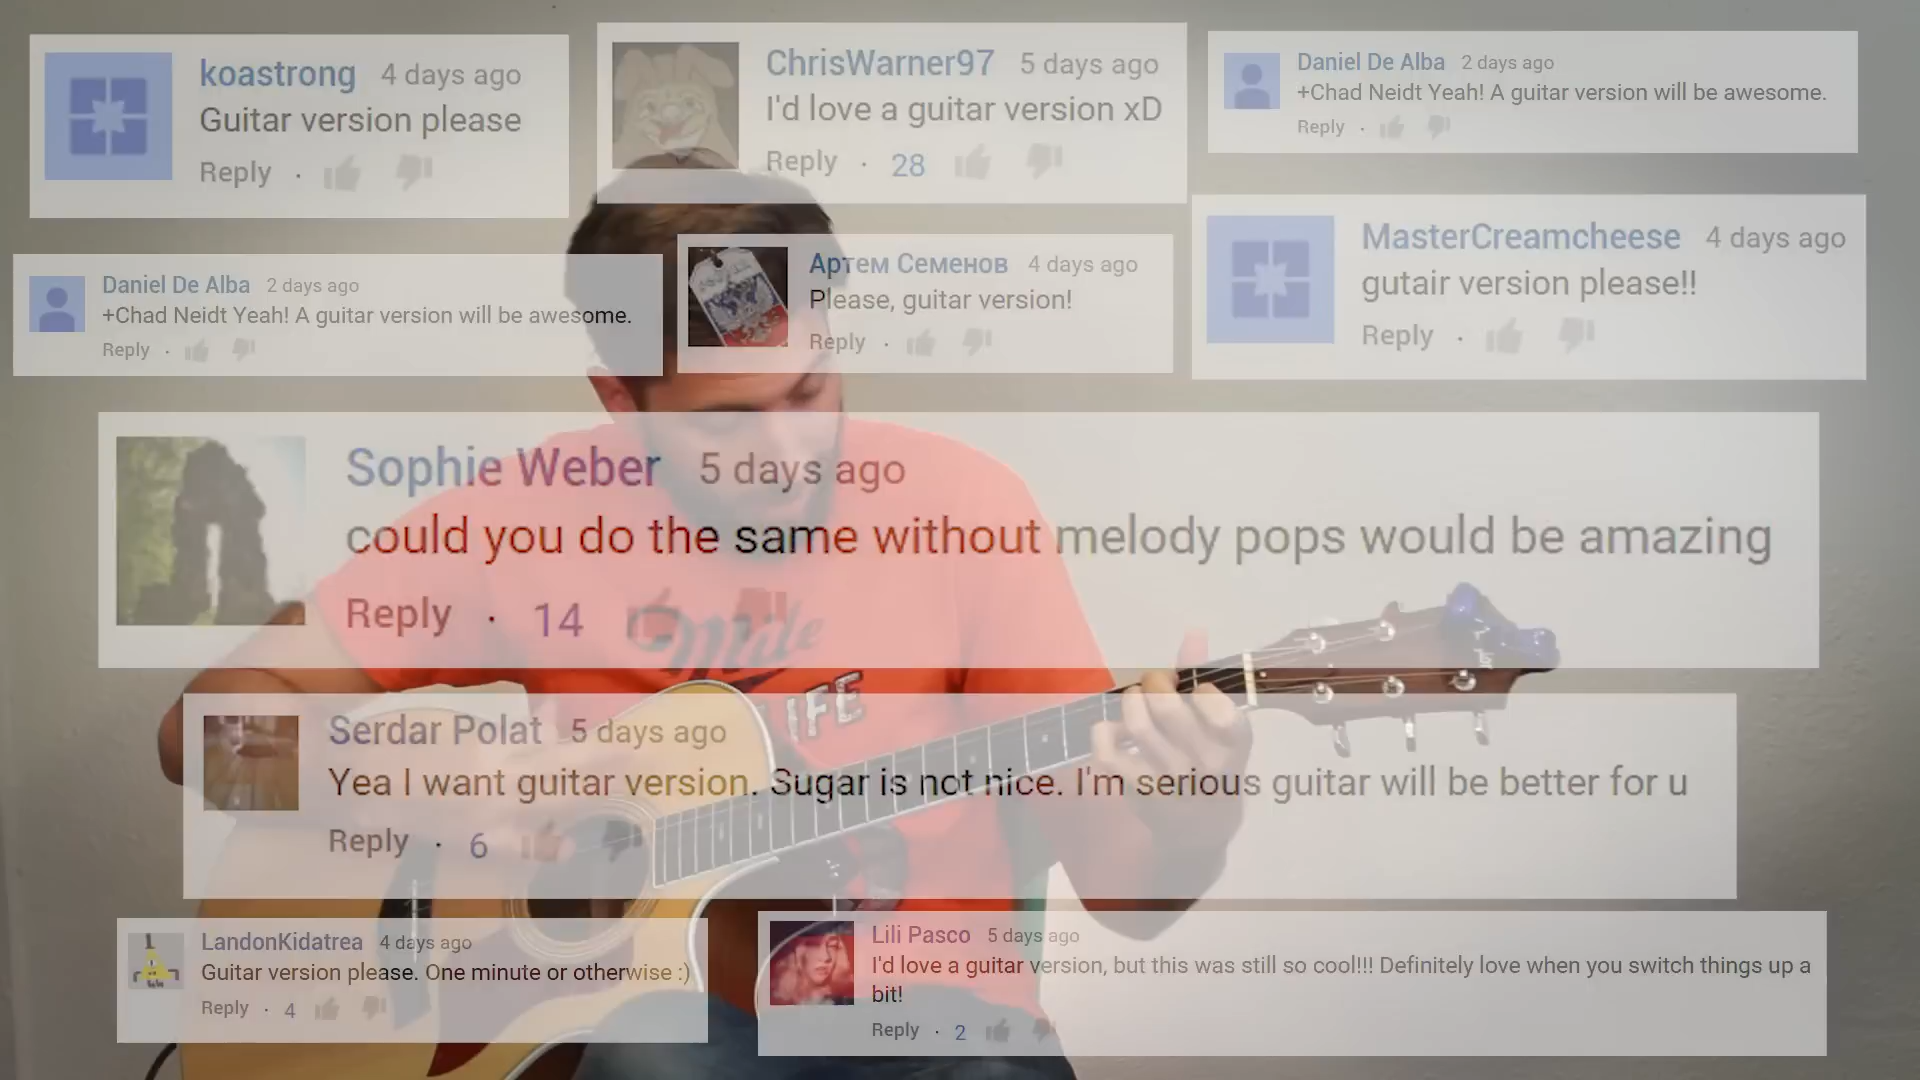 koastrong 4 days ago
Guitar version please
Reply ·
ChrisWarner97 5 days ago
I'd love a guitar version xD
Reply · 28
Daniel De Alba 2 days ago
+Chad Neidt Yeah! A guitar version will be awesome.
Reply ·
Daniel De Alba 2 days ago
+Chad Neidt Yeah! A guitar version will be awesome.
Reply ·
Артем Семенов 4 days ago
Please, guitar version!
Reply ·
MasterCreamcheese 4 days ago
gutair version please!!
Reply ·
Sophie Weber 5 days ago
could you do the same without melody pops would be amazing
Reply · 14
Mile
LIFE
Serdar Polat 5 days ago
Yea I want guitar version. Sugar is not nice. I'm serious guitar will be better for u
Reply · 6
LandonKidatrea 4 days ago
Guitar version please. One minute or otherwise :)
Reply · 4
Lili Pasco 5 days ago
I'd love a guitar version, but this was still so cool!!! Definitely love when you switch things up a
bit!
Reply · 2